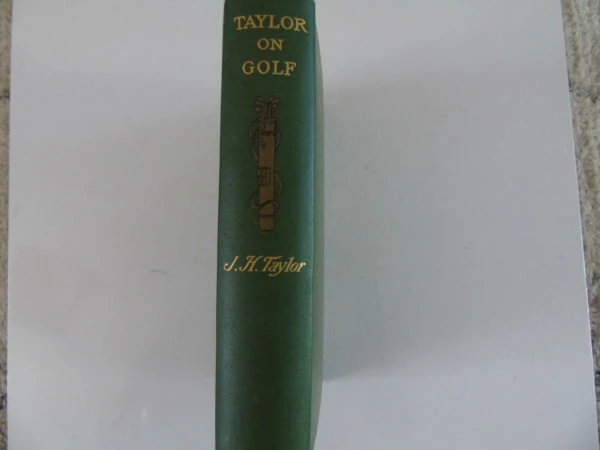 TAYLOR
ON
GOLF
J. H. Taylor